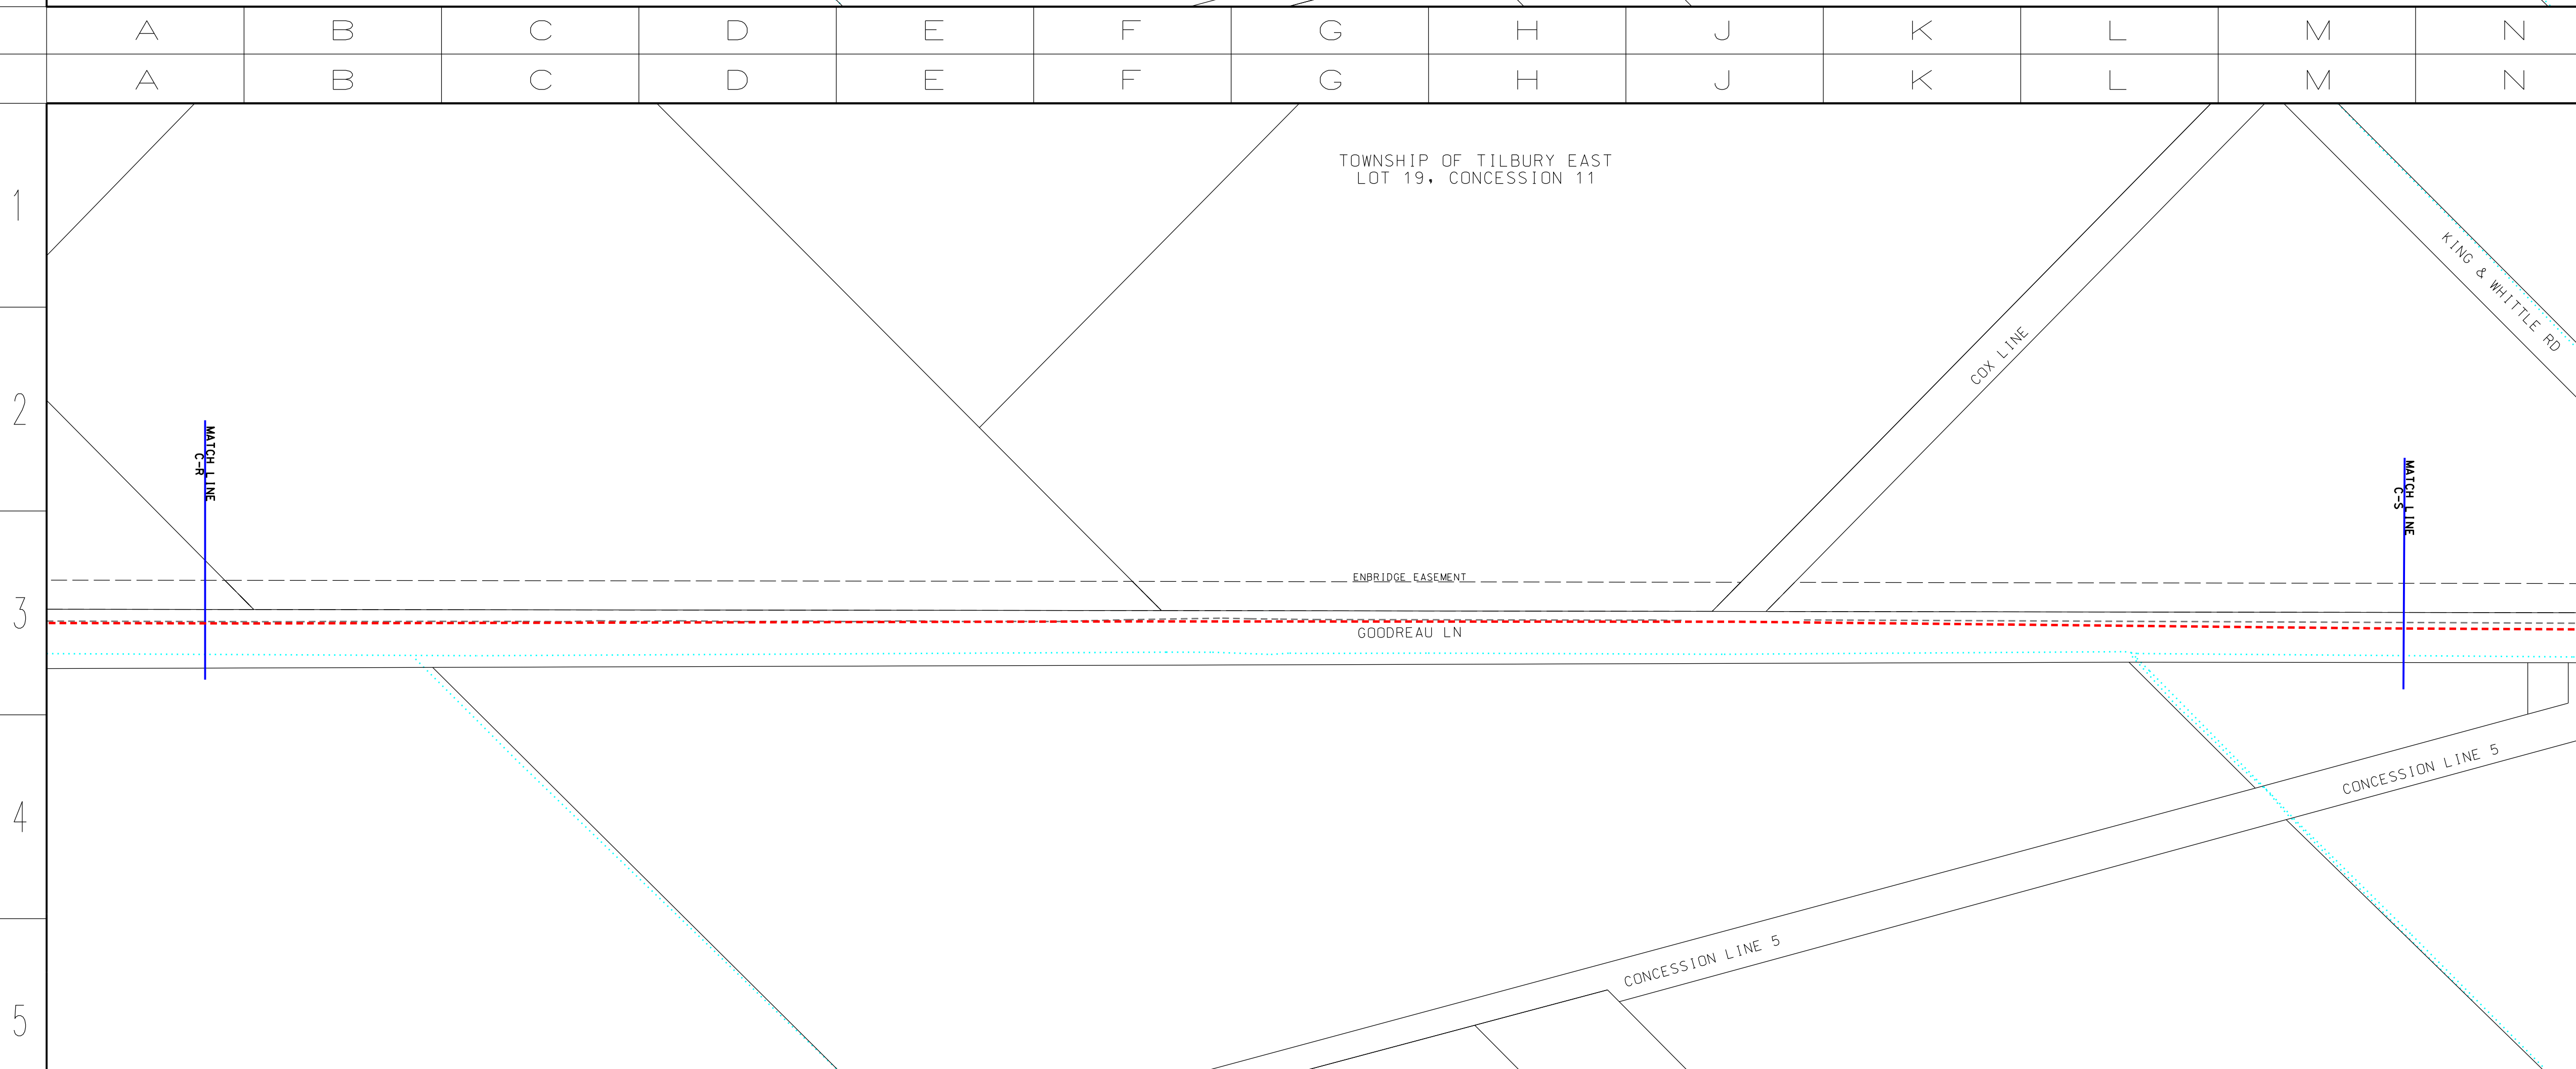 A B C D E F G H J K L M N
A B C D E F G H J K L M N
TOWNSHIP OF TILBURY EAST
LOT 19, CONCESSION 11
1
KING & WHITTLE RD
COX LINE
2
MATCH LINE
C-R
MATCH LINE
C-S
ENBRIDGE EASEMENT
3
GOODREAU LN
CONCESSION LINE 5
4
CONCESSION LINE 5
5